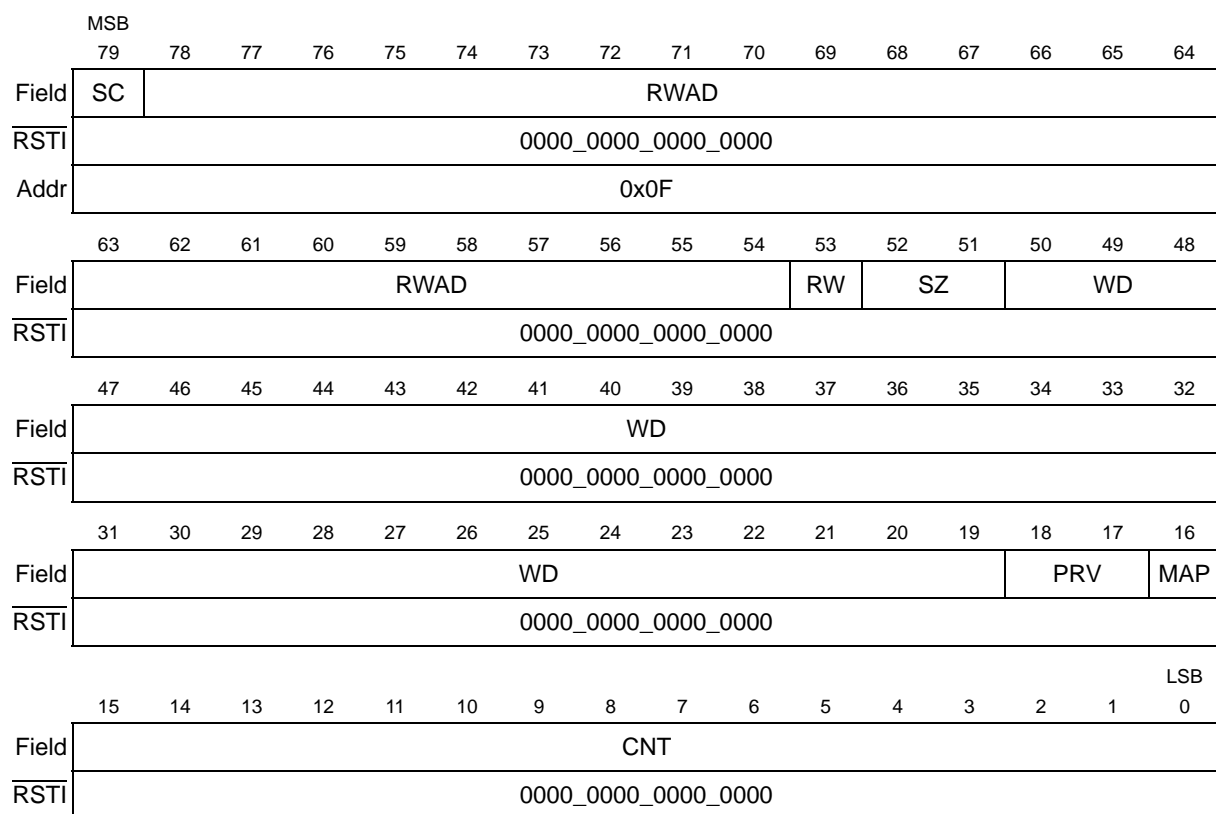 MSB
79 78 77 76 75 74 73 72 71 70 69 68 67 66 65 64
Field SC RWAD
RSTI 0000_0000_0000_0000
Addr 0x0F
63 62 61 60 59 58 57 56 55 54 53 52 51 50 49 48
Field RWAD RW SZ WD
RSTI 0000_0000_0000_0000
47 46 45 44 43 42 41 40 39 38 37 36 35 34 33 32
Field WD
RSTI 0000_0000_0000_0000
31 30 29 28 27 26 25 24 23 22 21 20 19 18 17 16
Field WD PRV MAP
RSTI 0000_0000_0000_0000
LSB
15 14 13 12 11 10 9 8 7 6 5 4 3 2 1 0
Field CNT
RSTI 0000_0000_0000_0000